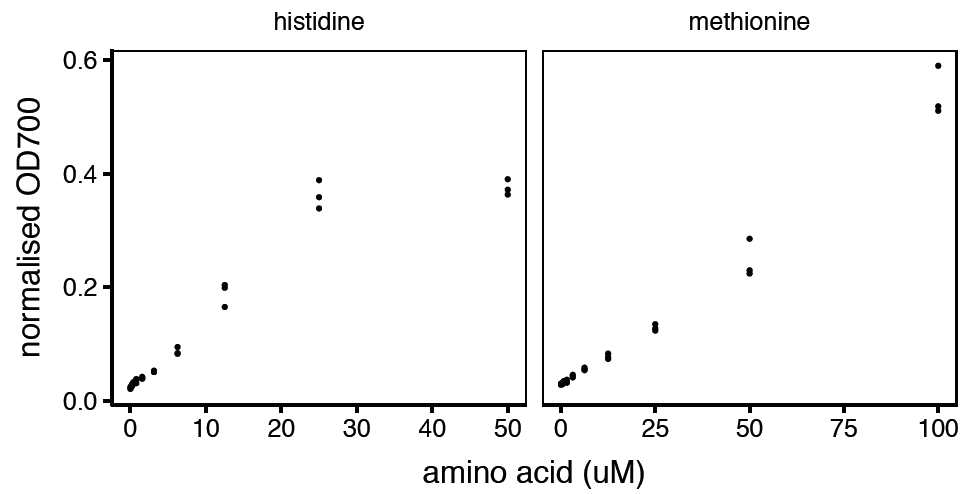 histidine
methionine
normalised OD700
0.6
0.4
0.2
0.0
0 10 20 30 40 50
0 25 50 75 100
amino acid (uM)